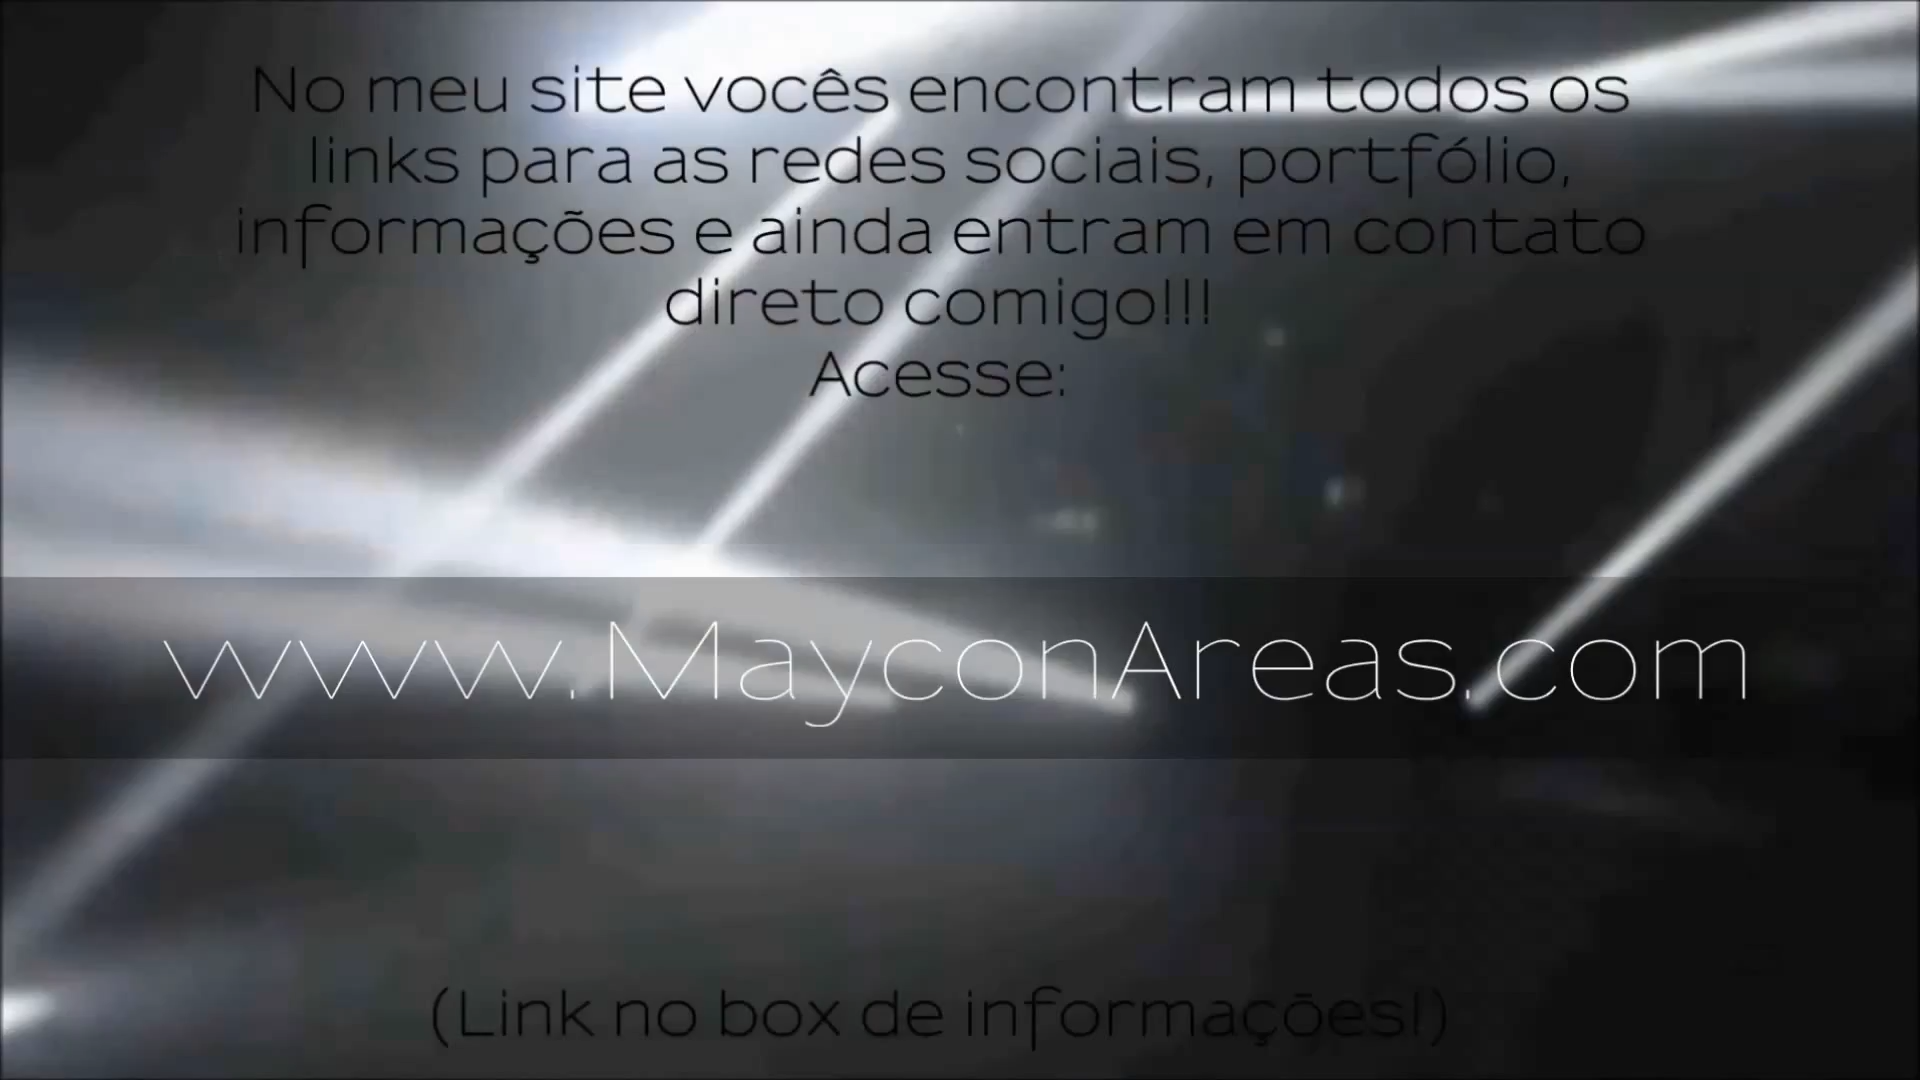 No meu site vocês encontram todos os
links para as redes sociais, portfólio,
informações e ainda entram em contato
direto comigo!!!
Acesse:
www.MayconAreas.com
(Link no box de informações!)